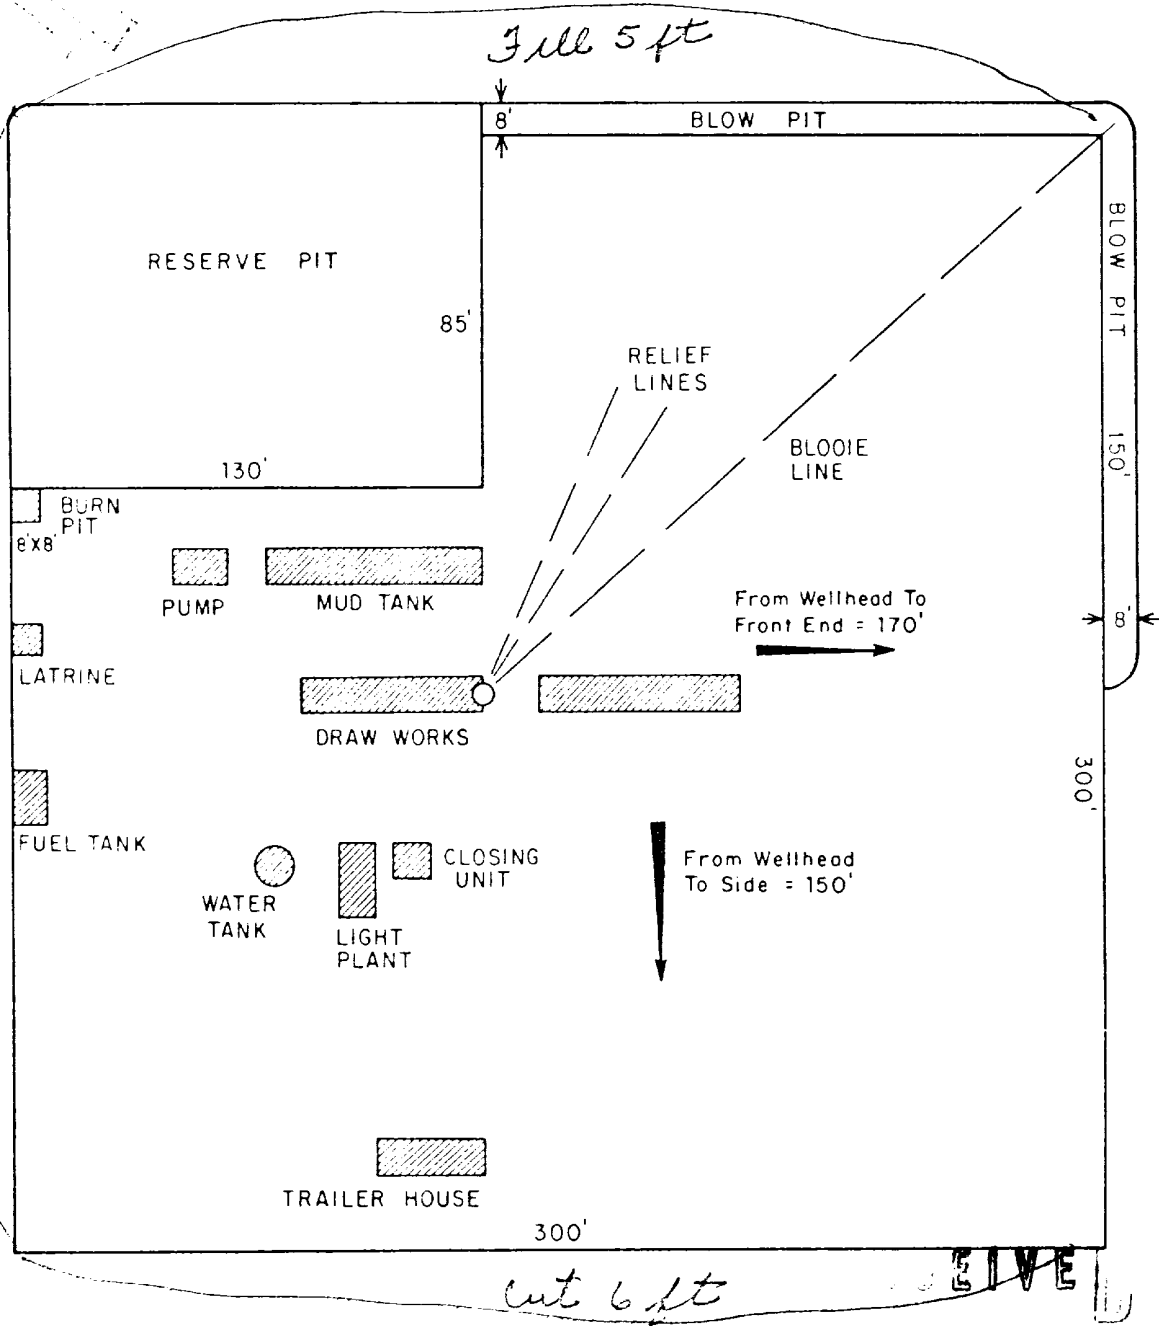 Fill 5 ft
8'
BLOW PIT
BLOW PIT
RESERVE PIT
85'
RELIEF
LINES
130'
BLOOIE
LINE
150'
BURN
PIT
8'X8'
PUMP
MUD TANK
From Wellhead To
Front End = 170'
8'
LATRINE
DRAW WORKS
300'
FUEL TANK
CLOSING
UNIT
From Wellhead
To Side = 150'
WATER
TANK
LIGHT
PLANT
TRAILER HOUSE
300'
cut 6 ft
EIVED